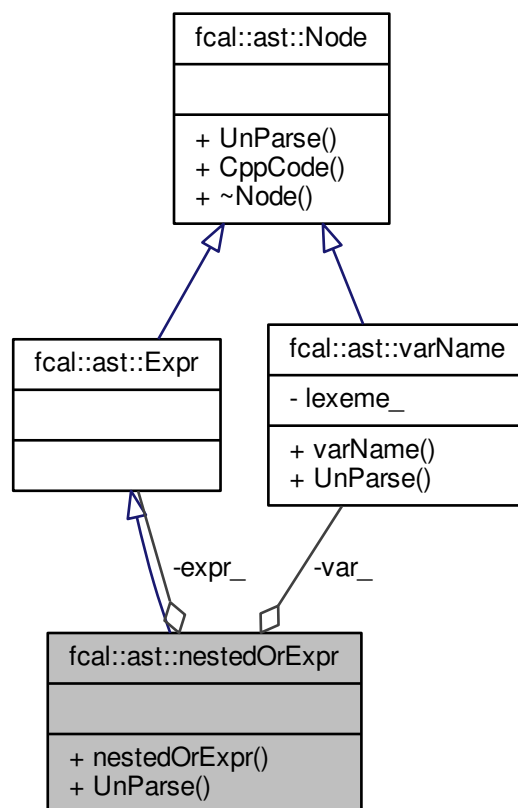 fcal::ast::Node
+ UnParse()
+ CppCode()
+ ~Node()
fcal::ast::Expr
fcal::ast::varName
- lexeme_
+ varName()
+ UnParse()
-expr_
-var_
fcal::ast::nestedOrExpr
+ nestedOrExpr()
+ UnParse()